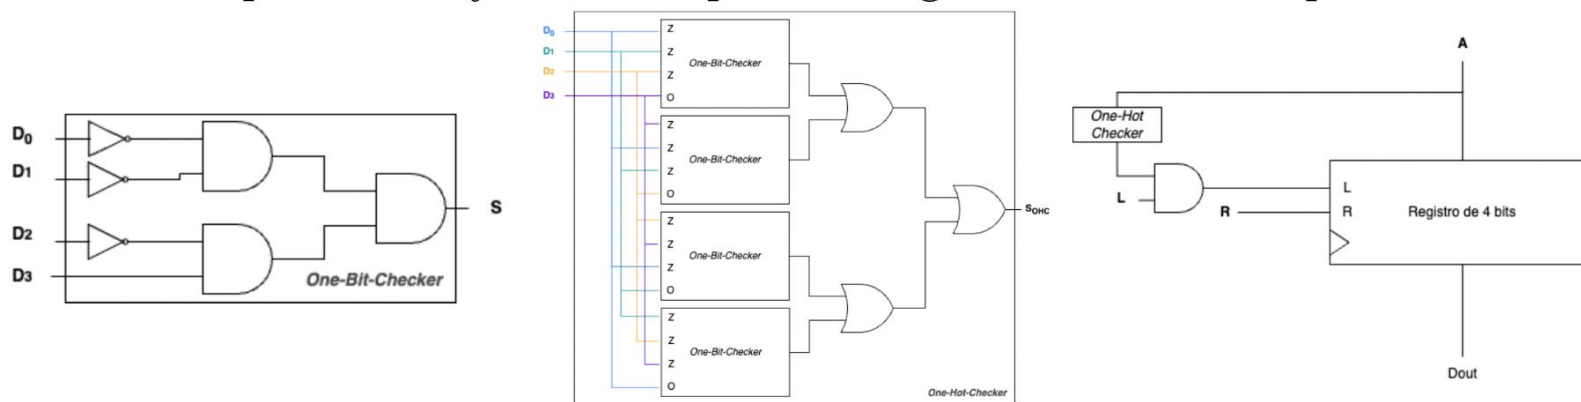 D0
D1
D2
D3
S
One-Bit-Checker
D0
D1
D2
D3
Z
Z
Z
O
One-Bit-Checker
Z
Z
Z
O
One-Bit-Checker
Z
Z
Z
O
One-Bit-Checker
Z
Z
Z
O
One-Bit-Checker
SOHC
One-Hot-Checker
A
One-Hot
Checker
L
R
L
R
Registro de 4 bits
Dout